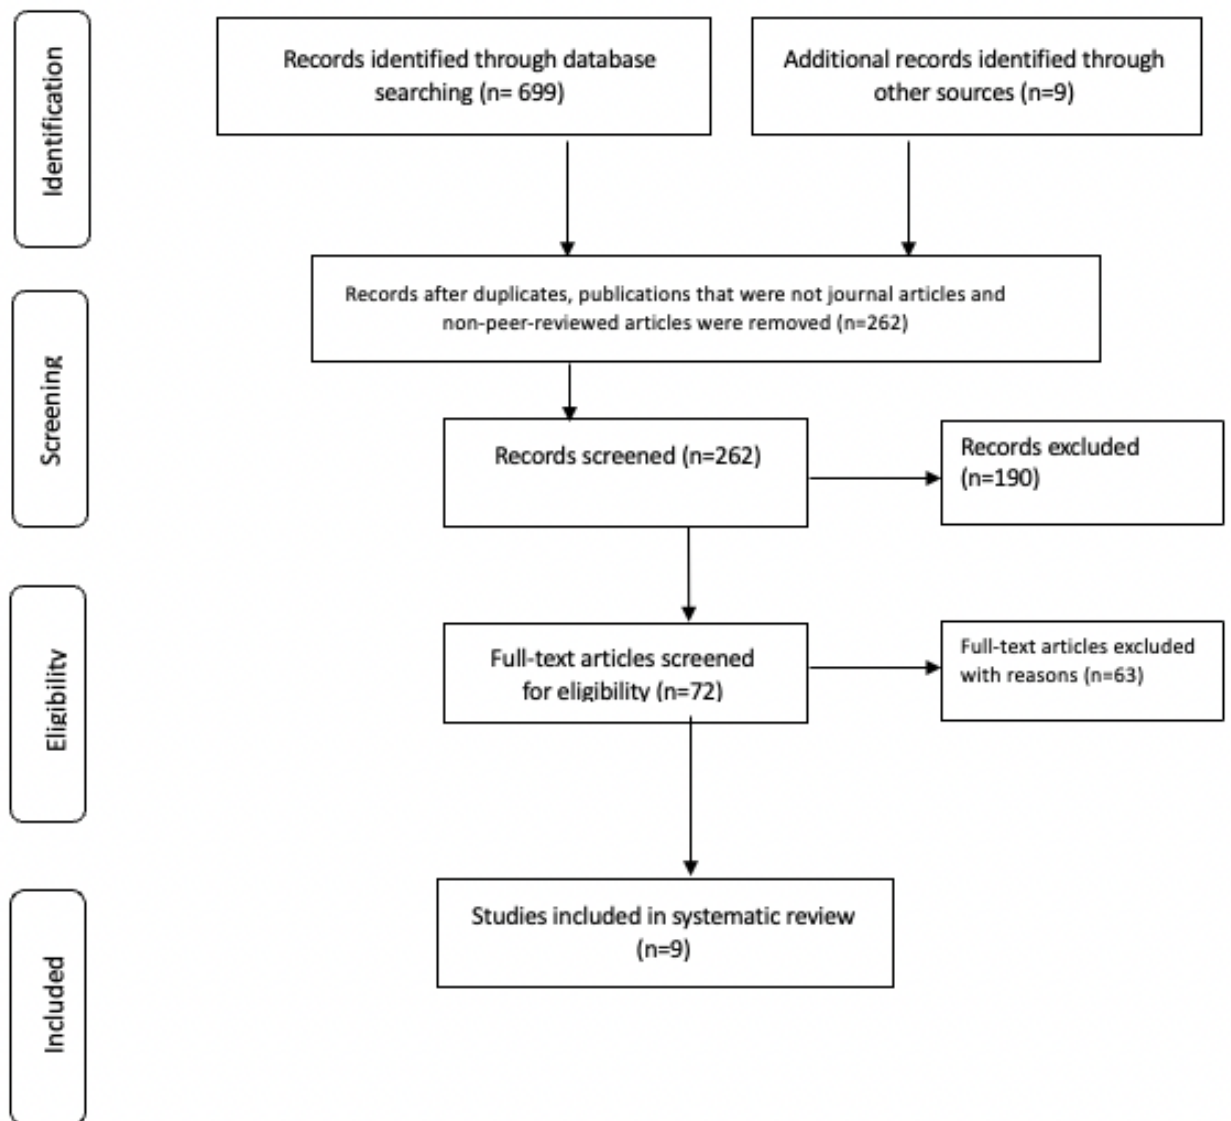 Identification
Records identified through database
searching (n= 699)
Additional records identified through
other sources (n=9)
Records after duplicates, publications that were not journal articles and
non-peer-reviewed articles were removed (n=262)
Screening
Records screened (n=262)
Records excluded
(n=190)
Eligibility
Full-text articles screened
for eligibility (n=72)
Full-text articles excluded
with reasons (n=63)
Included
Studies included in systematic review
(n=9)